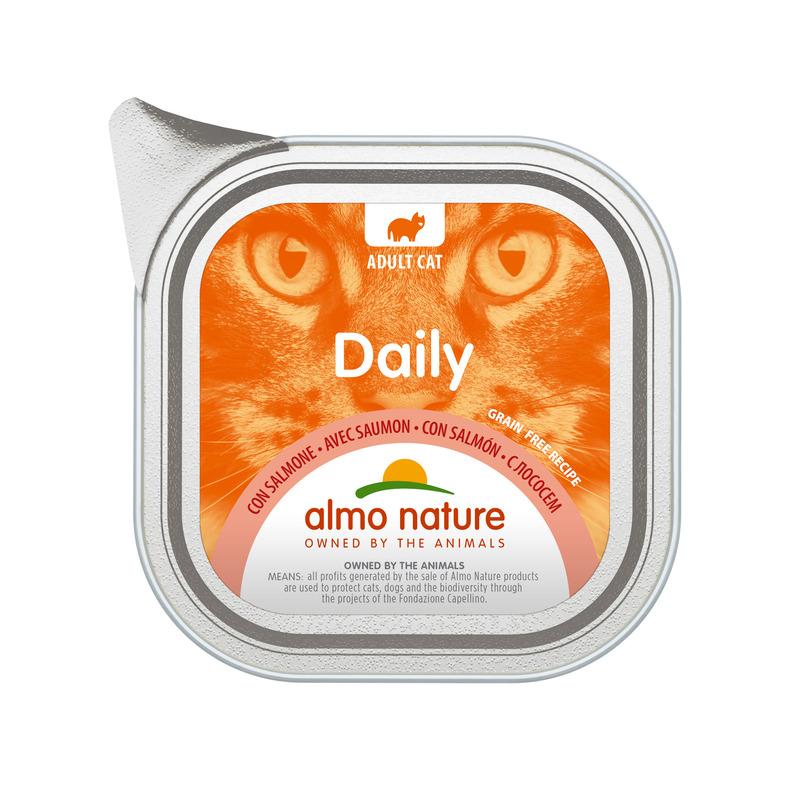 ADULT CAT
Daily
GRAIN FREE RECIPE
CON SALMONE • AVEC SAUMON • CON SALMÓN • С ЛОСОСЕМ
almo nature
OWNED BY THE ANIMALS
OWNED BY THE ANIMALS
MEANS: all profits generated by the sale of Almo Nature products
are used to protect cats, dogs and the biodiversity through
the projects of the Fondazione Capellino.